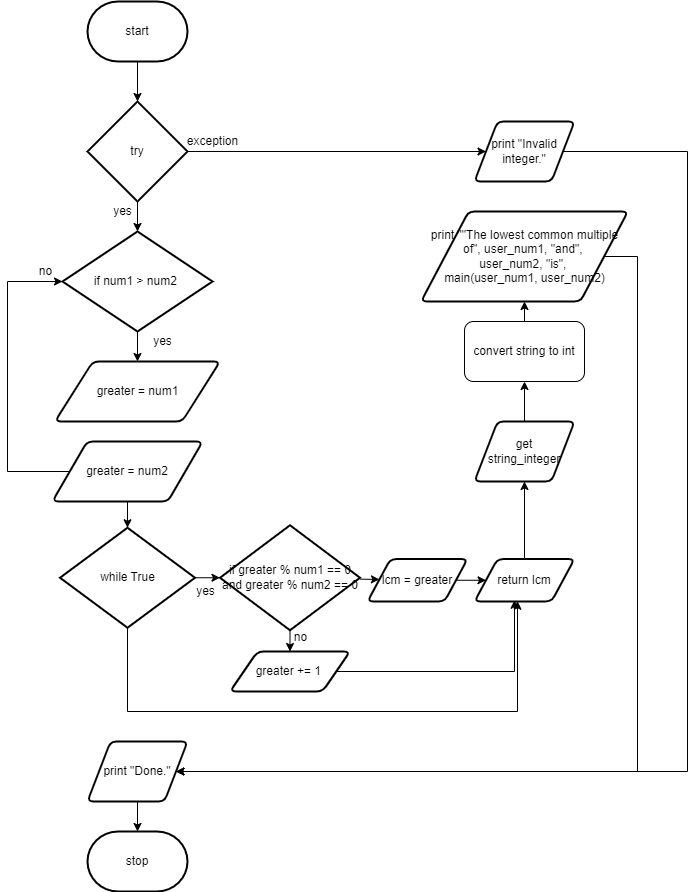 start
try
exception
print "Invalid
integer."
yes
if num1 > num2
no
yes
greater = num1
greater = num2
while True
yes
if greater % num1 == 0
and greater % num2 == 0
no
greater += 1
lcm = greater
return lcm
get
string_integer
convert string to int
print ""The lowest common multiple
of", user_num1, "and",
user_num2, "is",
main(user_num1, user_num2)
print "Done."
stop